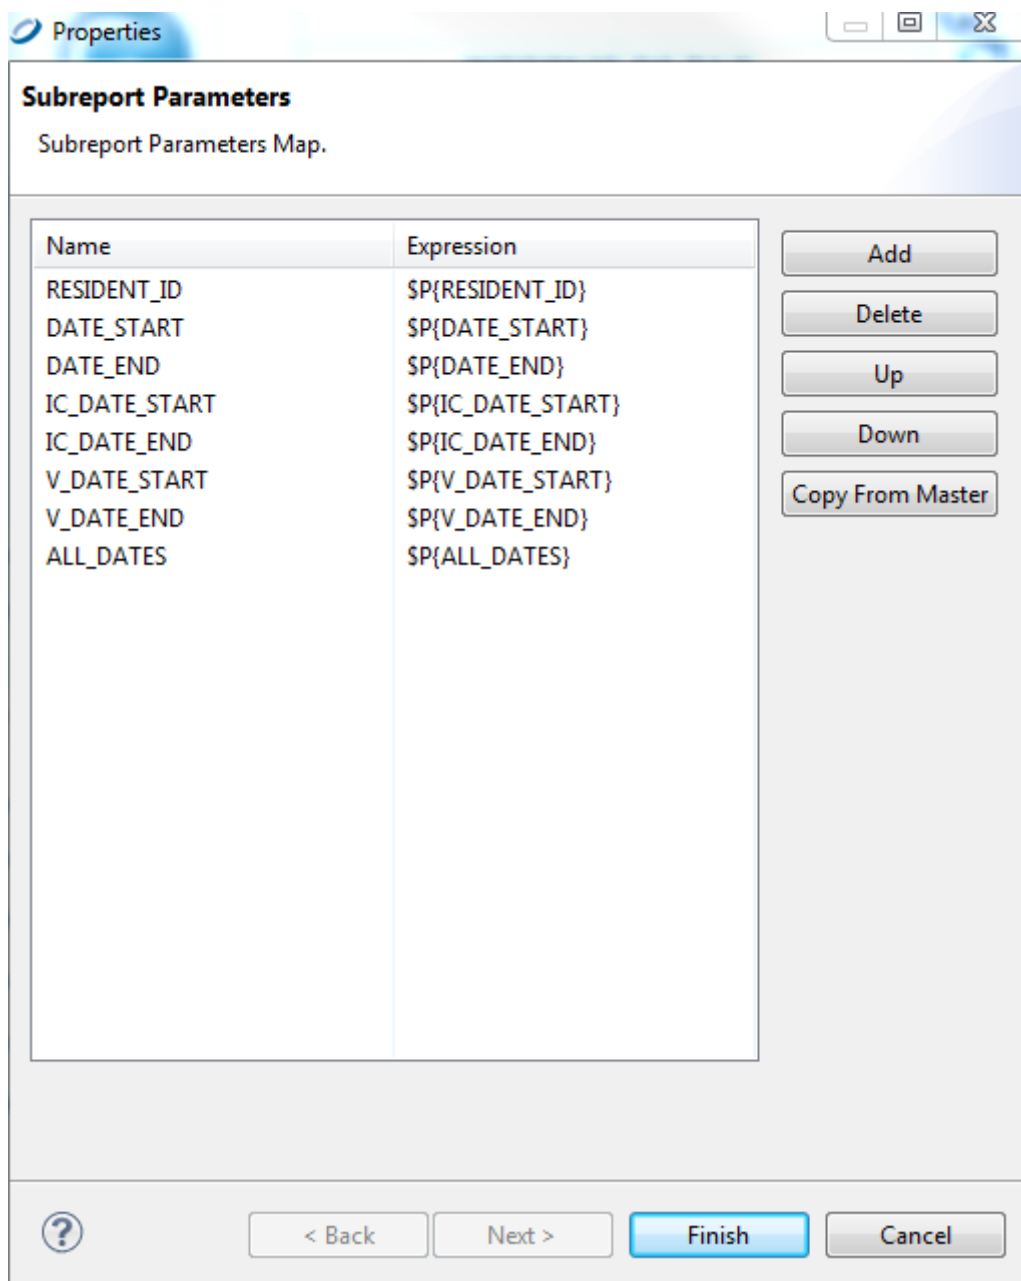 Properties
Subreport Parameters
Subreport Parameters Map.
Name Expression
RESIDENT_ID $P{RESIDENT_ID}
DATE_START $P{DATE_START}
DATE_END $P{DATE_END}
IC_DATE_START $P{IC_DATE_START}
IC_DATE_END $P{IC_DATE_END}
V_DATE_START $P{V_DATE_START}
V_DATE_END $P{V_DATE_END}
ALL_DATES $P{ALL_DATES}
Add
Delete
Up
Down
Copy From Master
? < Back Next > Finish Cancel